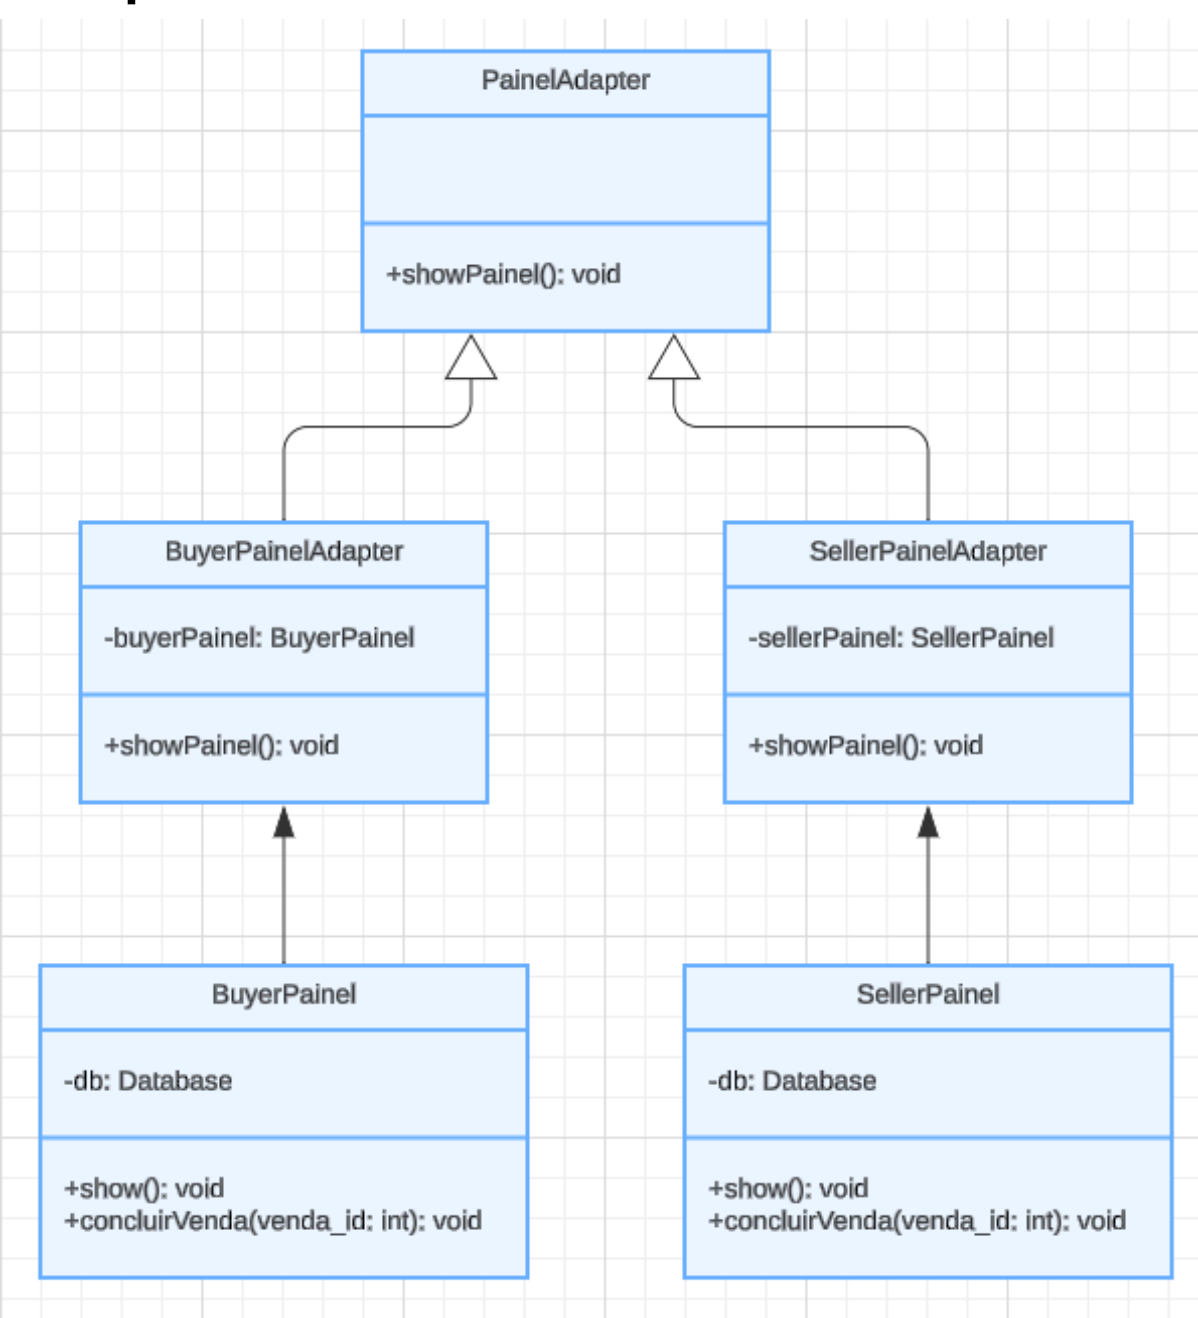 PainelAdapter
+showPainel(): void
BuyerPainelAdapter
-buyerPainel: BuyerPainel
+showPainel(): void
SellerPainelAdapter
-sellerPainel: SellerPainel
+showPainel(): void
BuyerPainel
-db: Database
+show(): void
+concluirVenda(venda_id: int): void
SellerPainel
-db: Database
+show(): void
+concluirVenda(venda_id: int): void